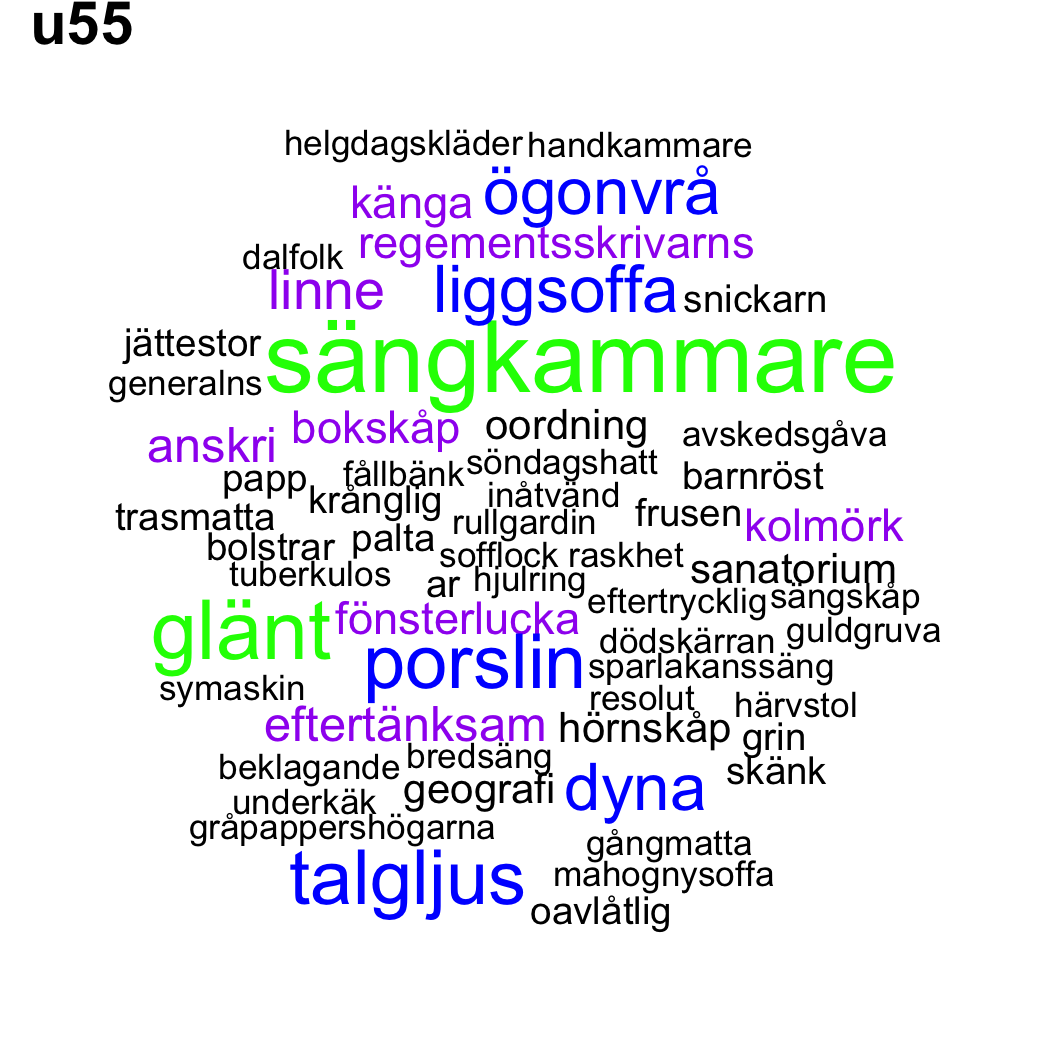 u55
helgdagskläder handkammare
känga ögonvrå
dalfolk regementsskrivarns
linne liggsoffa snickarn
jättestor sängkammare
generalns
anskri bokskåp oordning avskedsgåva
papp fållbänk söndagshatt barnröst
trasmatta krånglig inåtvänd frusen kolmörk
bolstrar palta rullgardin
tuberkulos sofflock raskhet sanatorium
ar hjulring eftertrycklig sängskåp
glänt fönsterlucka dödskärran guldgruva
porslin sparlakanssäng
symaskin resolut härvstol
eftertänksam hörnskåp grin
beklagande bredsäng skänk
underkäk geografi dyna
gråpappershögarna gångmatta
talgljus mahognysoffa
oavlåtlig